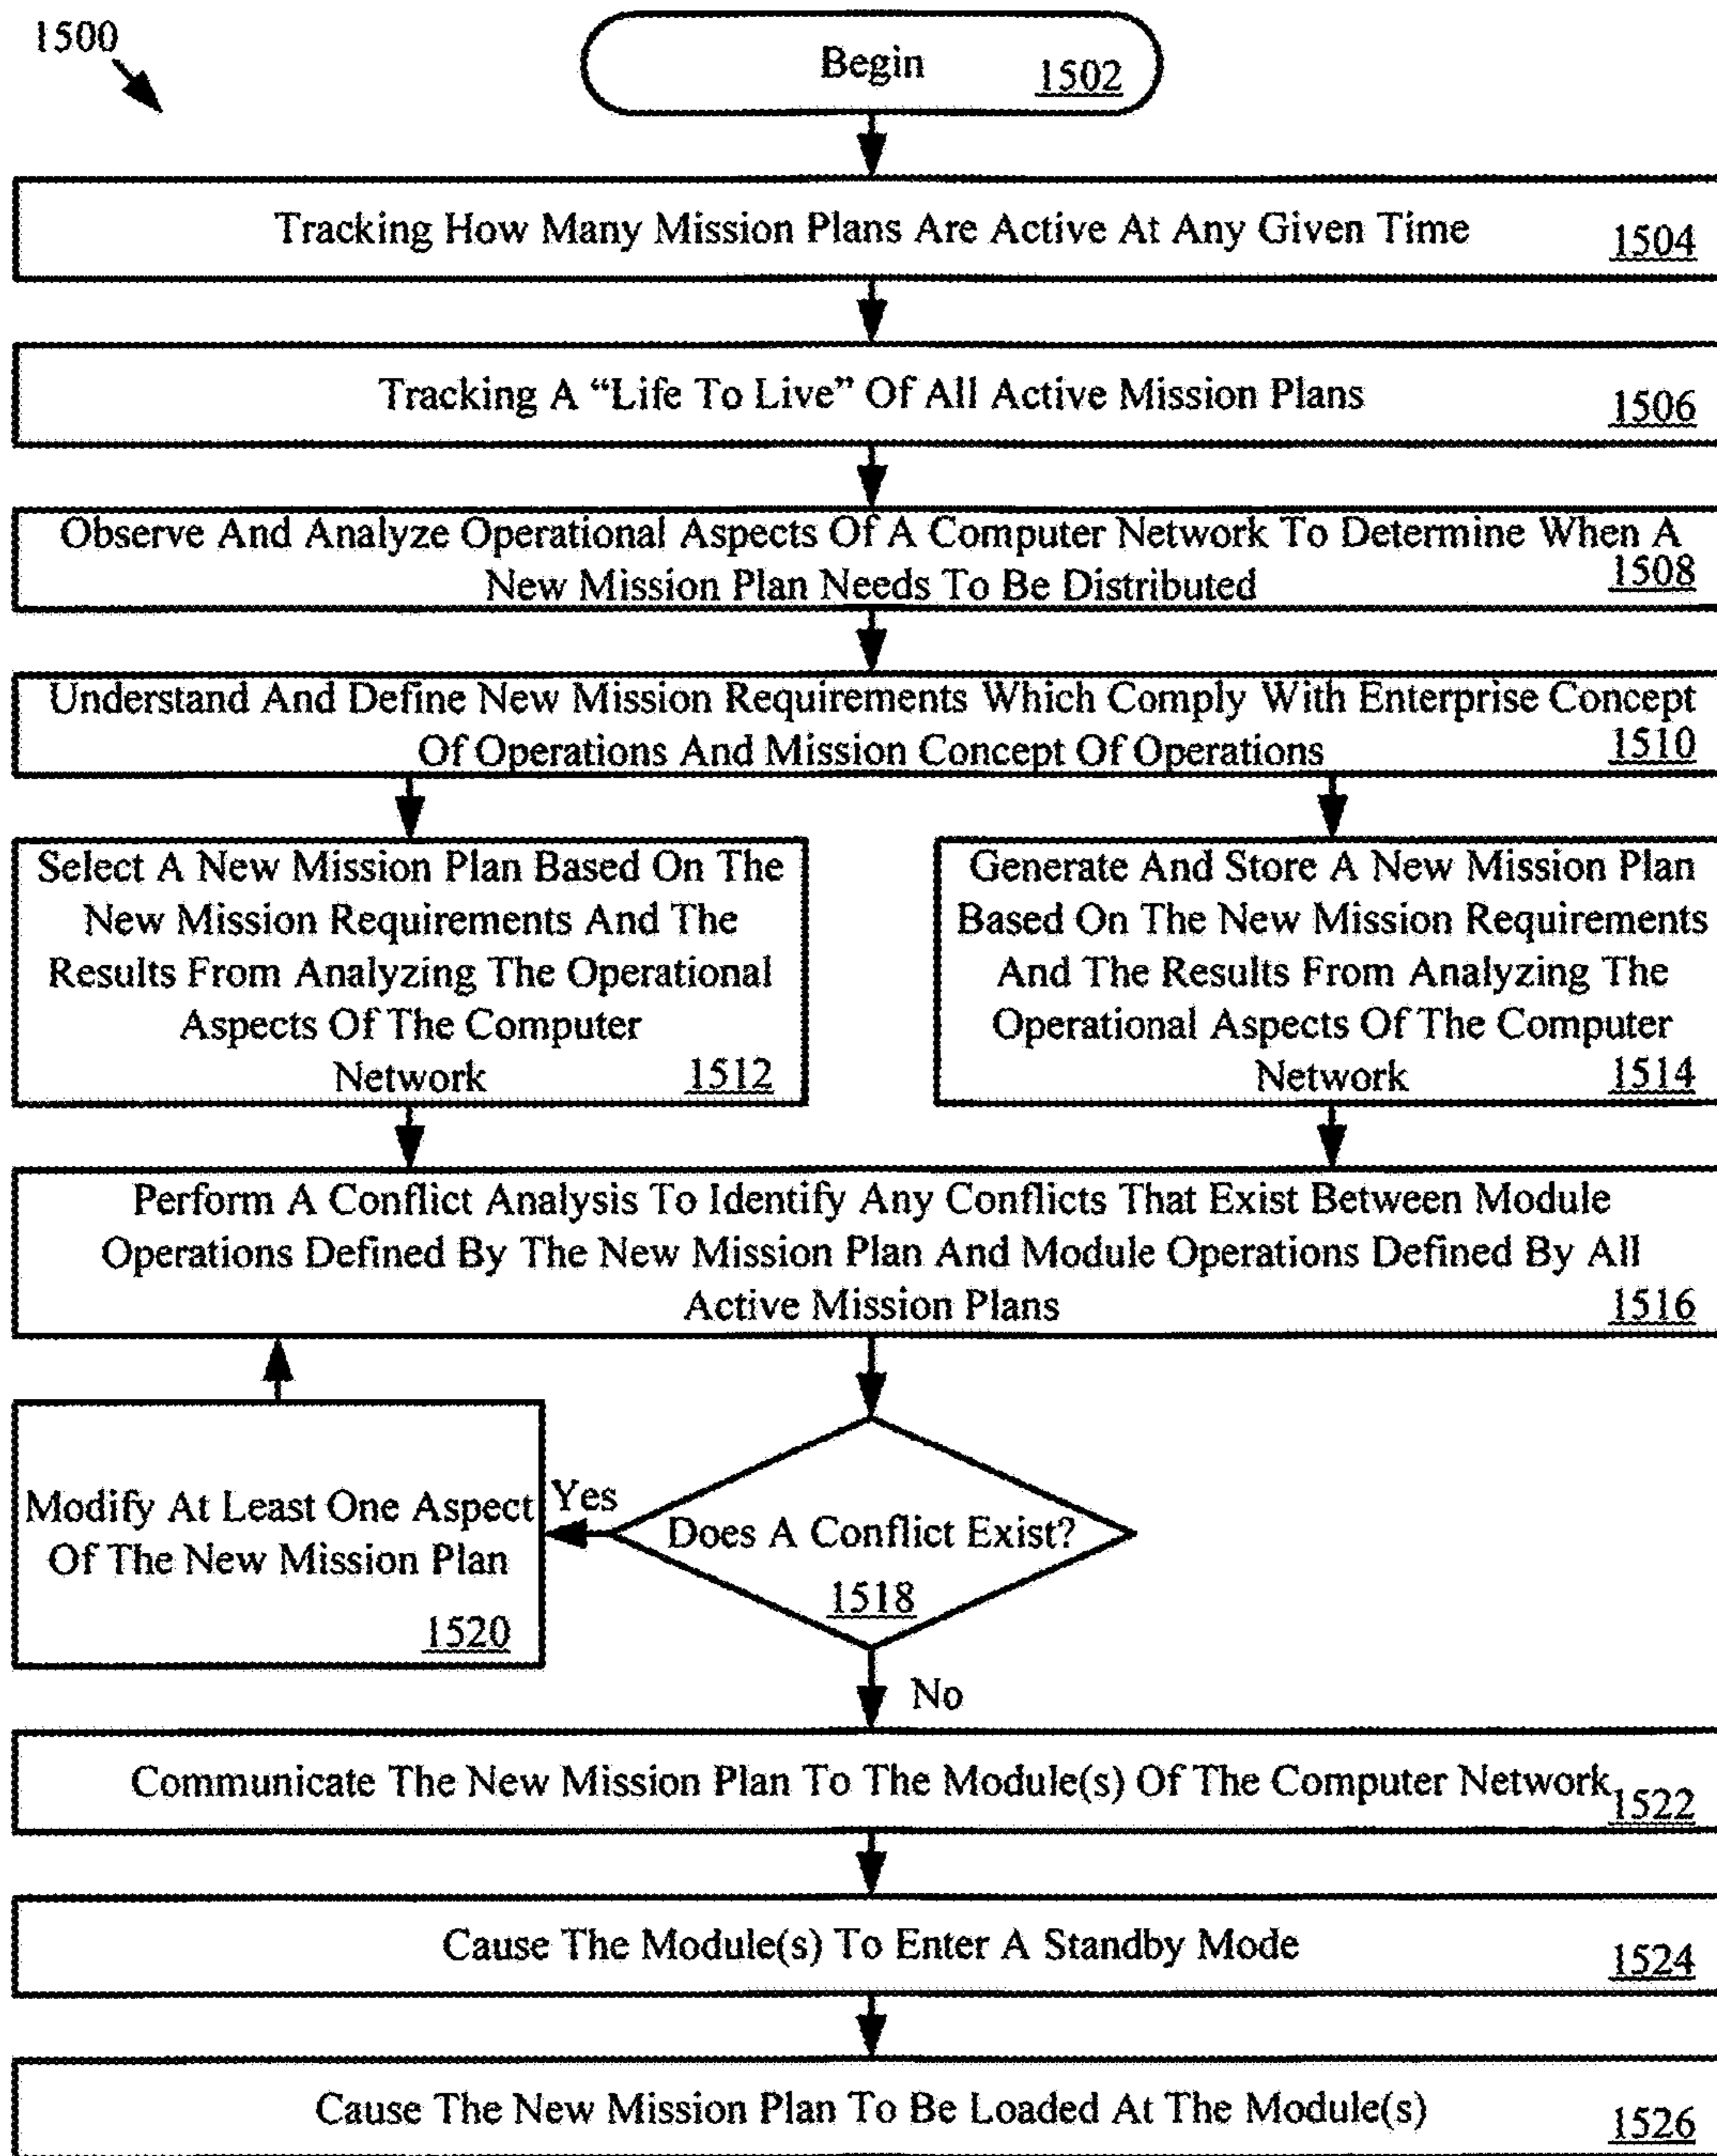 1500
Begin 1502
Tracking How Many Mission Plans Are Active At Any Given Time 1504
Tracking A “Life To Live” Of All Active Mission Plans 1506
Observe And Analyze Operational Aspects Of A Computer Network To Determine When A
New Mission Plan Needs To Be Distributed 1508
Understand And Define New Mission Requirements Which Comply With Enterprise Concept
Of Operations And Mission Concept Of Operations 1510
Select A New Mission Plan Based On The
New Mission Requirements And The
Results From Analyzing The Operational
Aspects Of The Computer
Network 1512
Generate And Store A New Mission Plan
Based On The New Mission Requirements
And The Results From Analyzing The
Operational Aspects Of The Computer
Network 1514
Perform A Conflict Analysis To Identify Any Conflicts That Exist Between Module
Operations Defined By The New Mission Plan And Module Operations Defined By All
Active Mission Plans 1516
Modify At Least One Aspect
Of The New Mission Plan
1520
Yes
Does A Conflict Exist?
1518
No
Communicate The New Mission Plan To The Module(s) Of The Computer Network 1522
Cause The Module(s) To Enter A Standby Mode 1524
Cause The New Mission Plan To Be Loaded At The Module(s) 1526